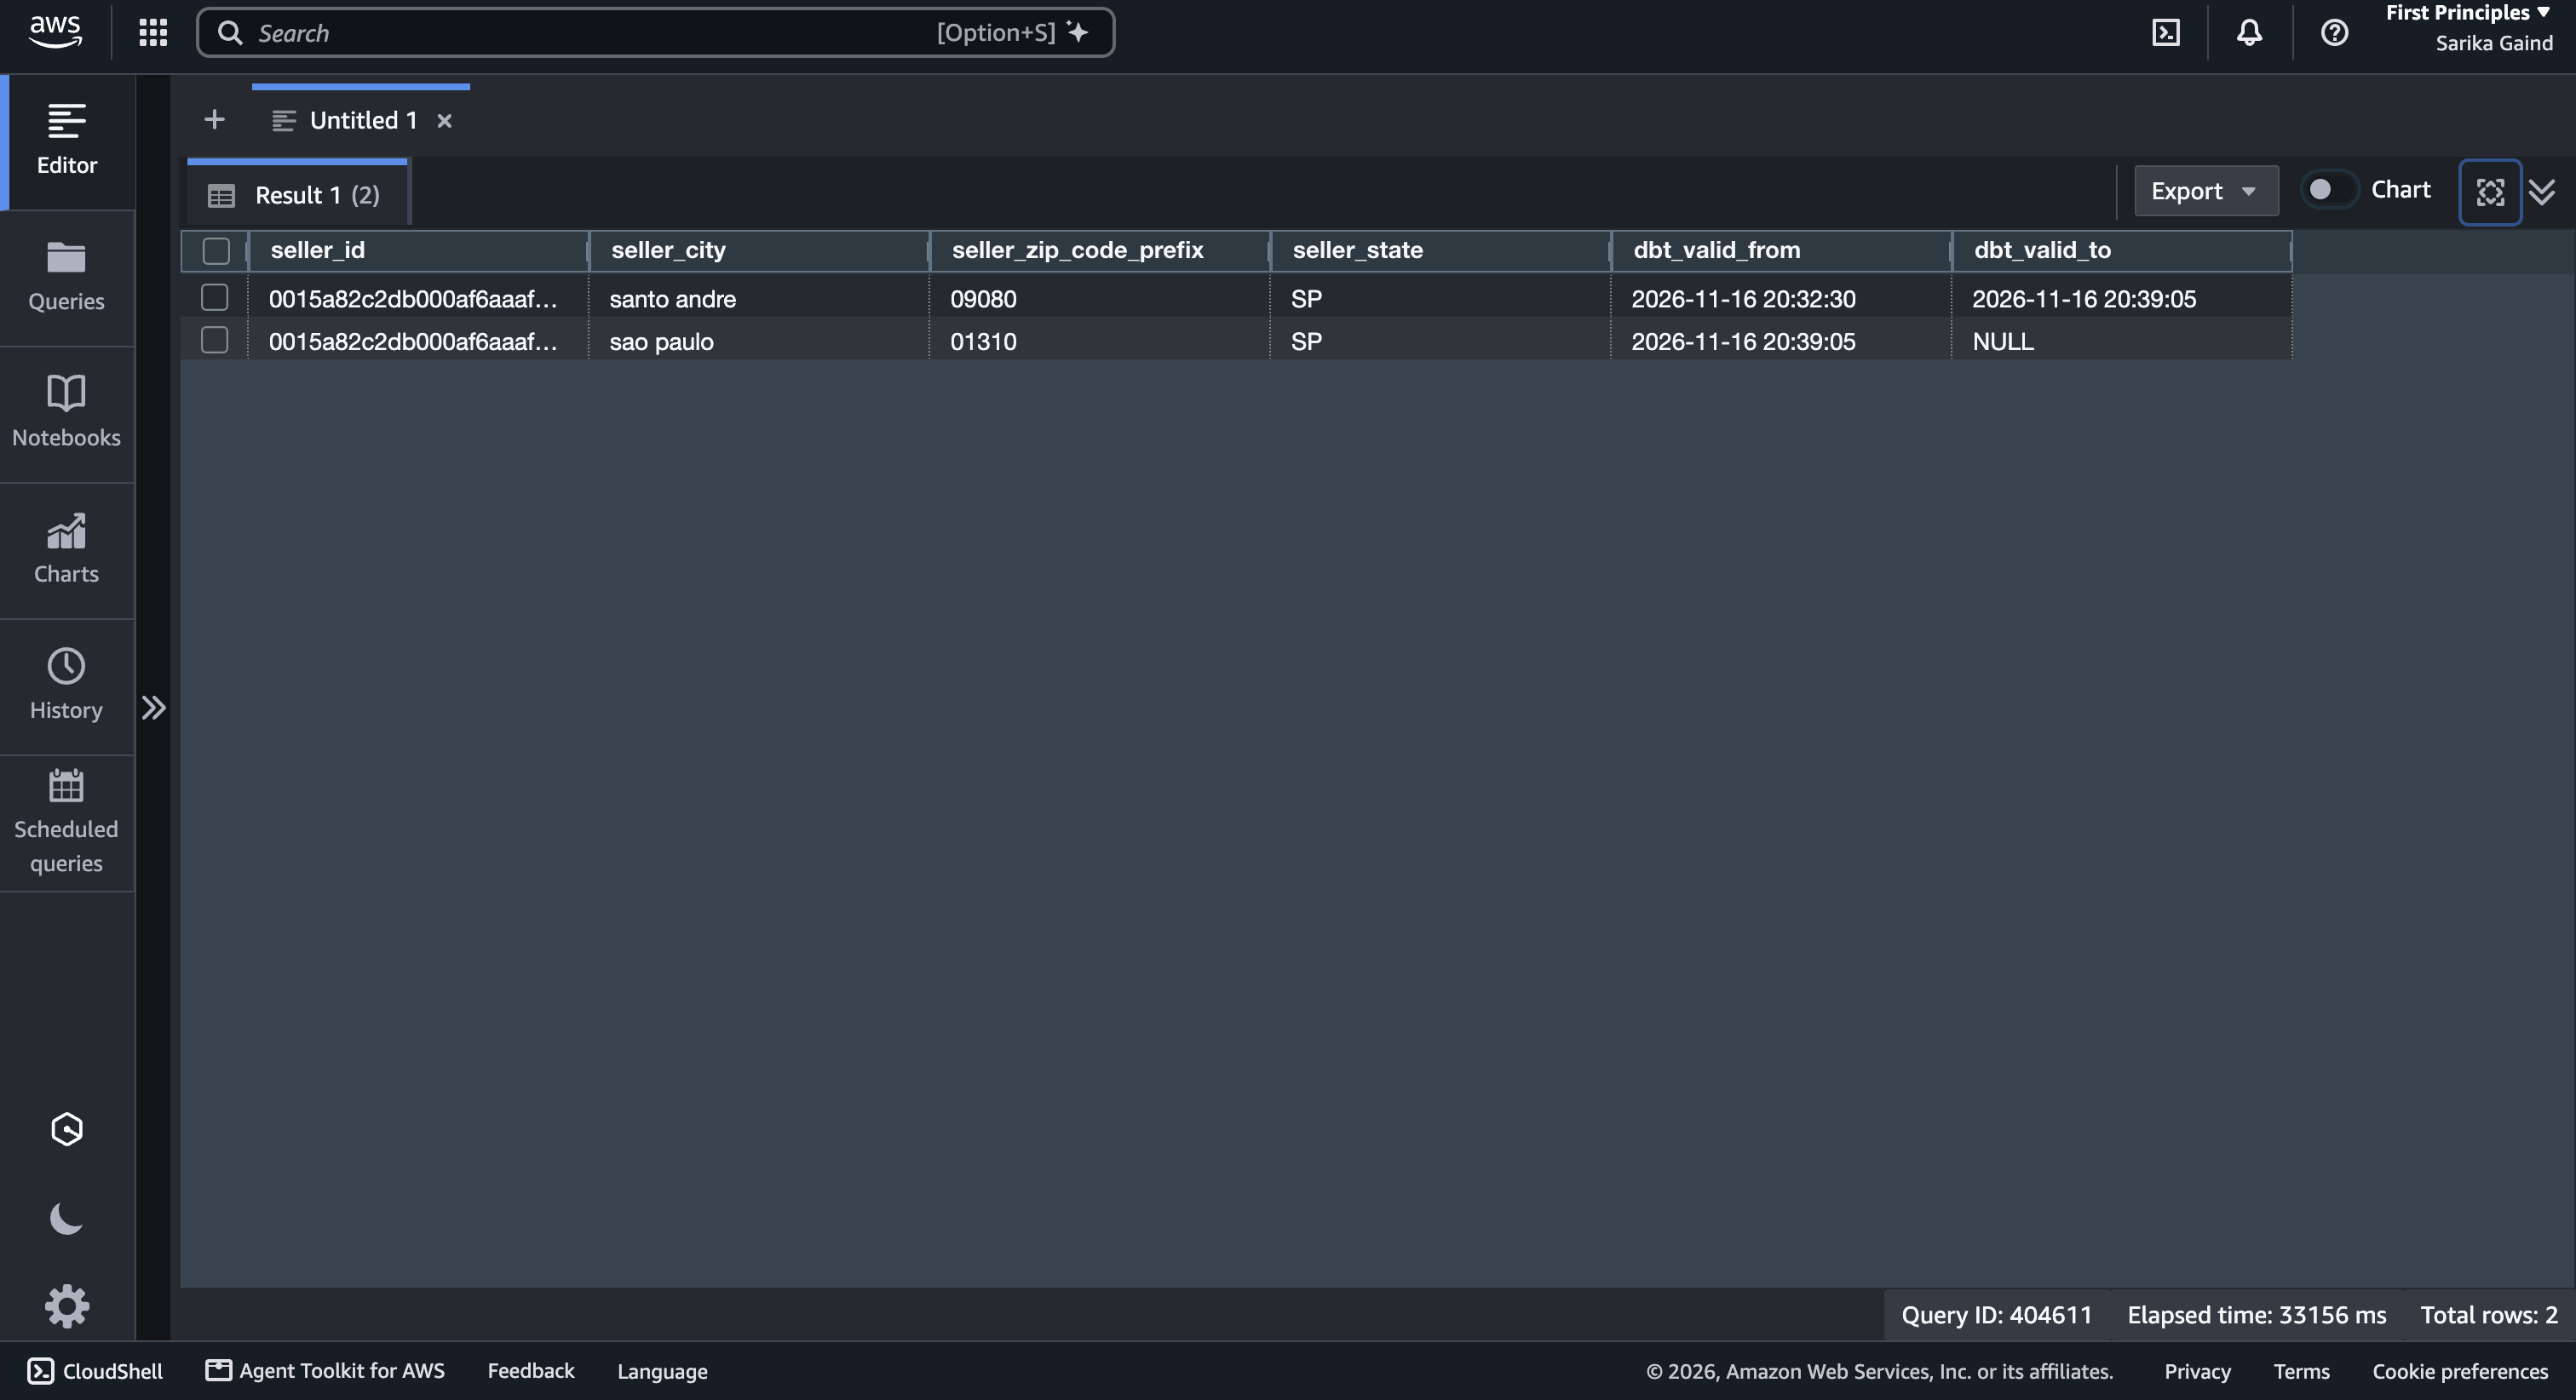 aws
Search
[Option+S]
First Principles
Sarika Gaind
Editor
Queries
Notebooks
Charts
History
Scheduled
queries
Untitled 1
Result 1 (2)
Export
Chart
seller_id seller_city seller_zip_code_prefix seller_state dbt_valid_from dbt_valid_to
0015a82c2db000af6aaaf... santo andre 09080 SP 2026-11-16 20:32:30 2026-11-16 20:39:05
0015a82c2db000af6aaaf... sao paulo 01310 SP 2026-11-16 20:39:05 NULL
Query ID: 404611 Elapsed time: 33156 ms Total rows: 2
CloudShell Agent Toolkit for AWS Feedback Language © 2026, Amazon Web Services, Inc. or its affiliates. Privacy Terms Cookie preferences